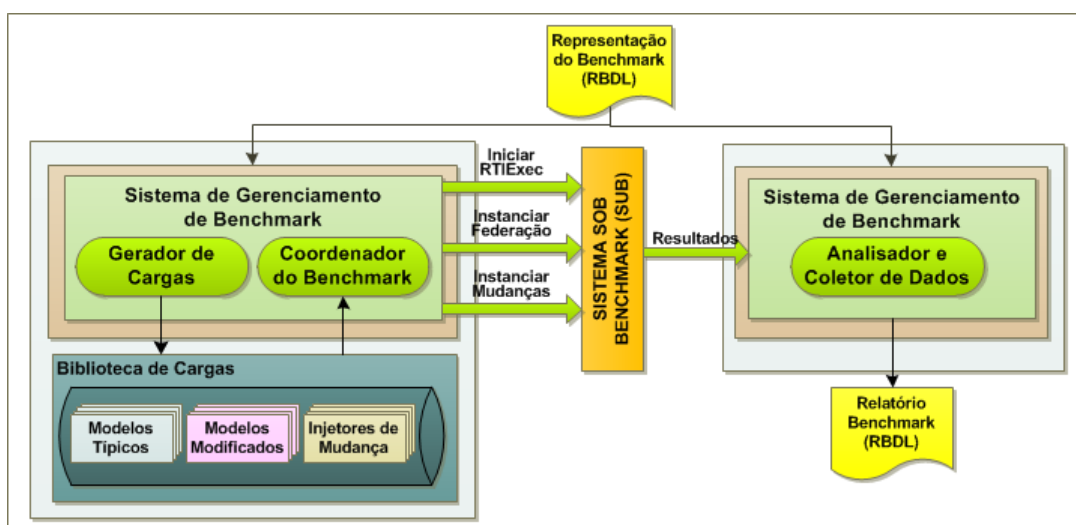 Representação
do Benchmark
(RBDL)
Sistema de Gerenciamento
de Benchmark
Gerador de
Cargas
Coordenador
do Benchmark
Iniciar
RTIExec
Instanciar
Federação
Instanciar
Mudanças
SISTEMA SOB
BENCHMARK (SUB)
Resultados
Sistema de Gerenciamento
de Benchmark
Analisador e
Coletor de Dados
Biblioteca de Cargas
Modelos
Típicos
Modelos
Modificados
Injetores de
Mudança
Relatório
Benchmark
(RBDL)